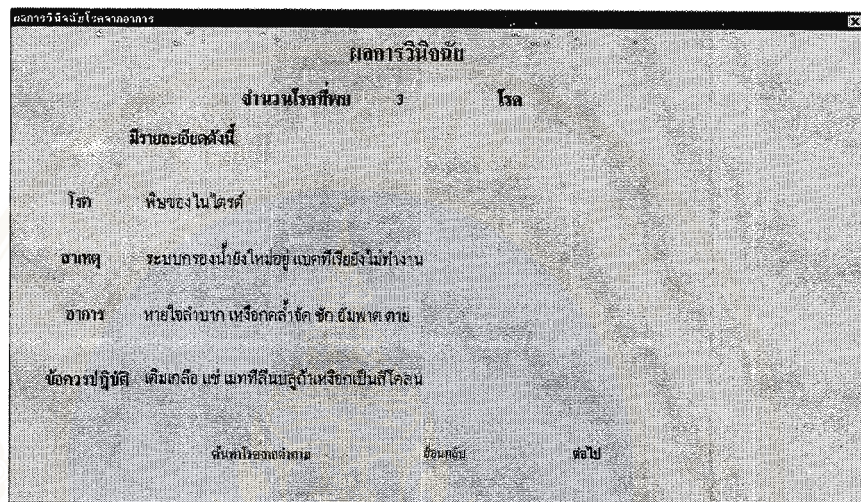 ผลการวินิจฉัยโรคจากอาการ
ผลการวินิจฉัย
จำนวนโรคที่พบ 3 โรค
มีรายละเอียดดังนี้
โรค พิษของไนไตรต์
สาเหตุ ระบบกรองน้ำยังใหม่อยู่ แบคทีเรียยังไม่ทำงาน
อาการ หายใจลำบาก เหงือกคล้ำจัด ชัก อัมพาต ตาย
ข้อควรปฏิบัติ เติมเกลือ แช่ เมททีลีนบลูถ้าเหงือกเป็นสีโคลน
ค้นหาโรคจากคำถาม ย้อนกลับ ต่อไป